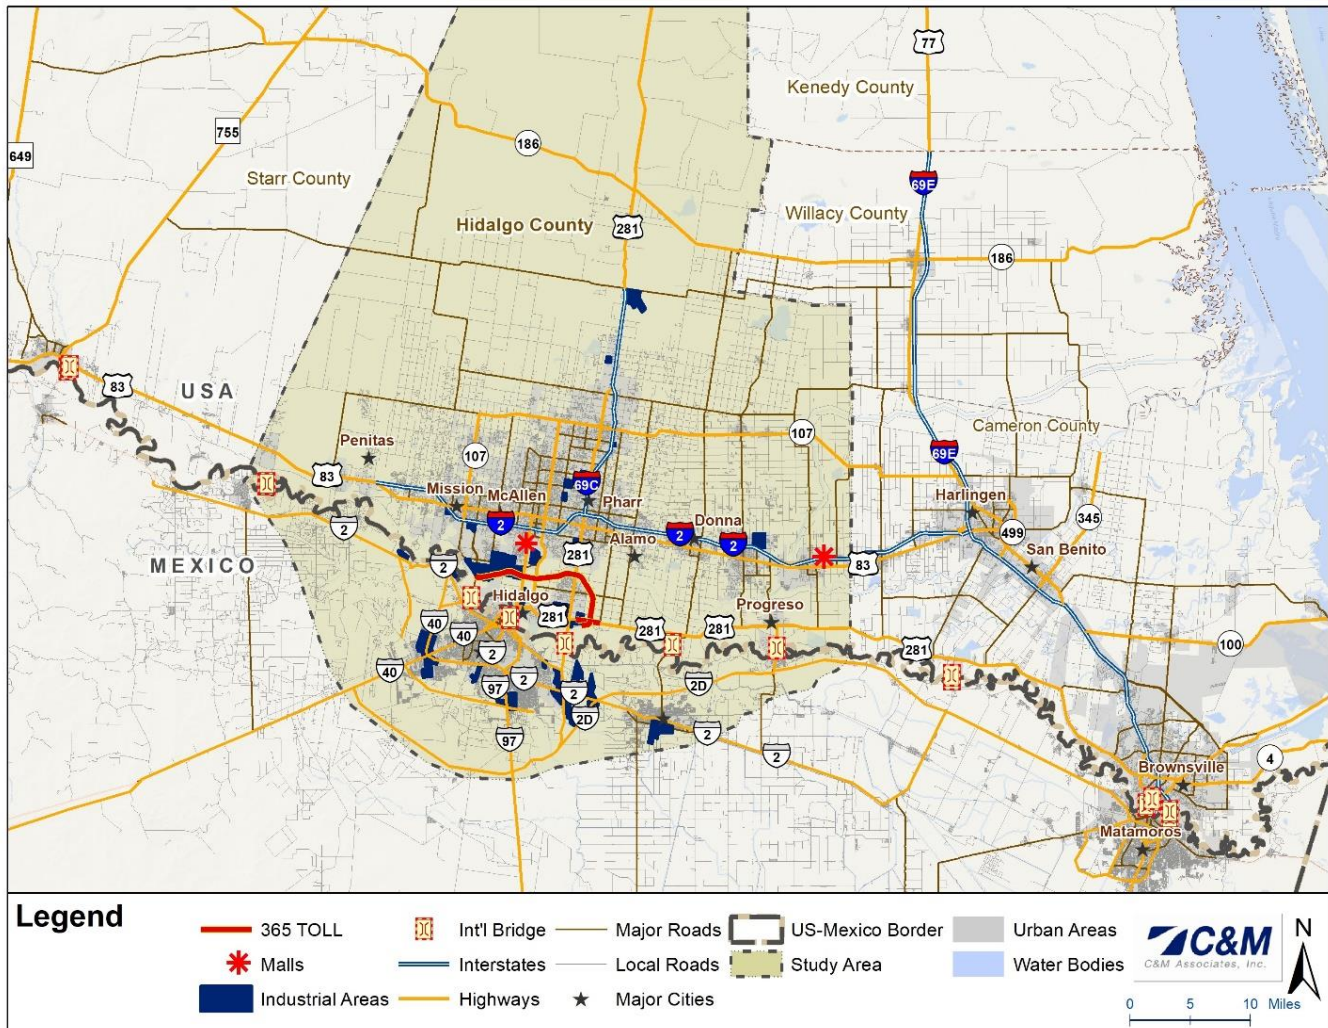 77
Kenedy County
186
755
649
Starr County
69E
Willacy County
Hidalgo County
281
186
USA
83
Penitas
107
107
Cameron County
69E
83
69C
Mission
McAllen
Pharr
Harlingen
2
2
Donna
2
499
345
2
281
Alamo
83
San Benito
MEXICO
2
Hidalgo
281
Progreso
281
281
281
100
40
40
2
40
2
97
2
2D
2D
97
2
2
Brownsville
4
Matamoros
Legend
365 TOLL
Int'l Bridge
Major Roads
US-Mexico Border
Urban Areas
Malls
Interstates
Local Roads
Study Area
Water Bodies
Industrial Areas
Highways
Major Cities
C&M
C&M Associates, Inc.
N
0 5 10 Miles